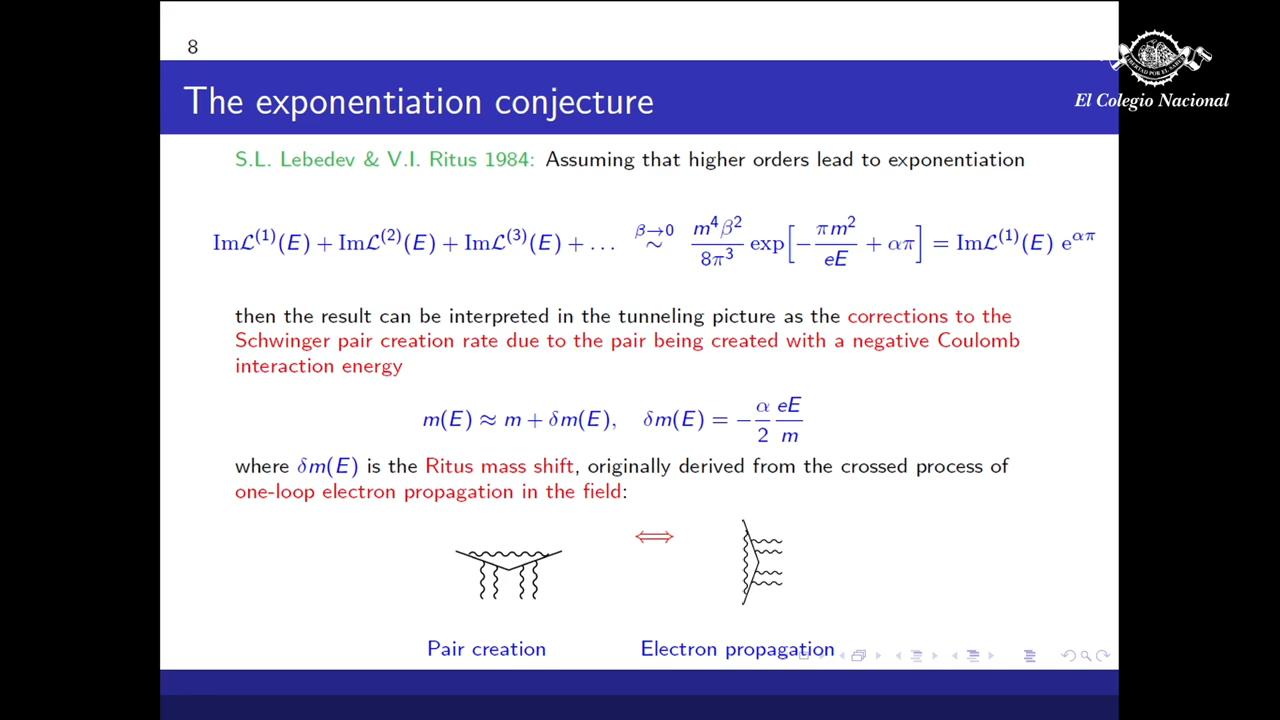 8
The exponentiation conjecture
El Colegio Nacional
S.L. Lebedev & V.I. Ritus 1984: Assuming that higher orders lead to exponentiation
Imℒ⁽¹⁾(E) + Imℒ⁽²⁾(E) + Imℒ⁽³⁾(E) + … ∼^{β→0} \frac{m⁴β²}{8π³} exp[−\frac{πm²}{eE} + απ] = Imℒ⁽¹⁾(E) e^{απ}
then the result can be interpreted in the tunneling picture as the corrections to the
Schwinger pair creation rate due to the pair being created with a negative Coulomb
interaction energy
m(E) ≈ m + δm(E), δm(E) = −\frac{α}{2}\frac{eE}{m}
where δm(E) is the Ritus mass shift, originally derived from the crossed process of
one-loop electron propagation in the field:
⟺
Pair creation Electron propagation